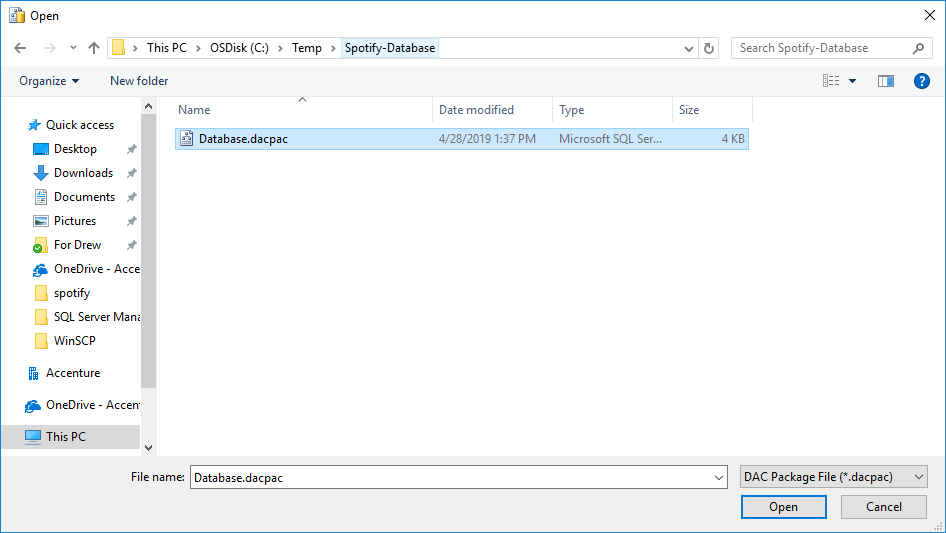 Open
This PC > OSDisk (C:) > Temp > Spotify-Database
Search Spotify-Database
Organize
New folder
Name
Date modified
Type
Size
Database.dacpac
4/28/2019 1:37 PM
Microsoft SQL Ser...
4 KB
Quick access
Desktop
Downloads
Documents
Pictures
For Drew
OneDrive - Acce
spotify
SQL Server Mana
WinSCP
Accenture
OneDrive - Accen
This PC
File name:
Database.dacpac
DAC Package File (*.dacpac)
Open
Cancel